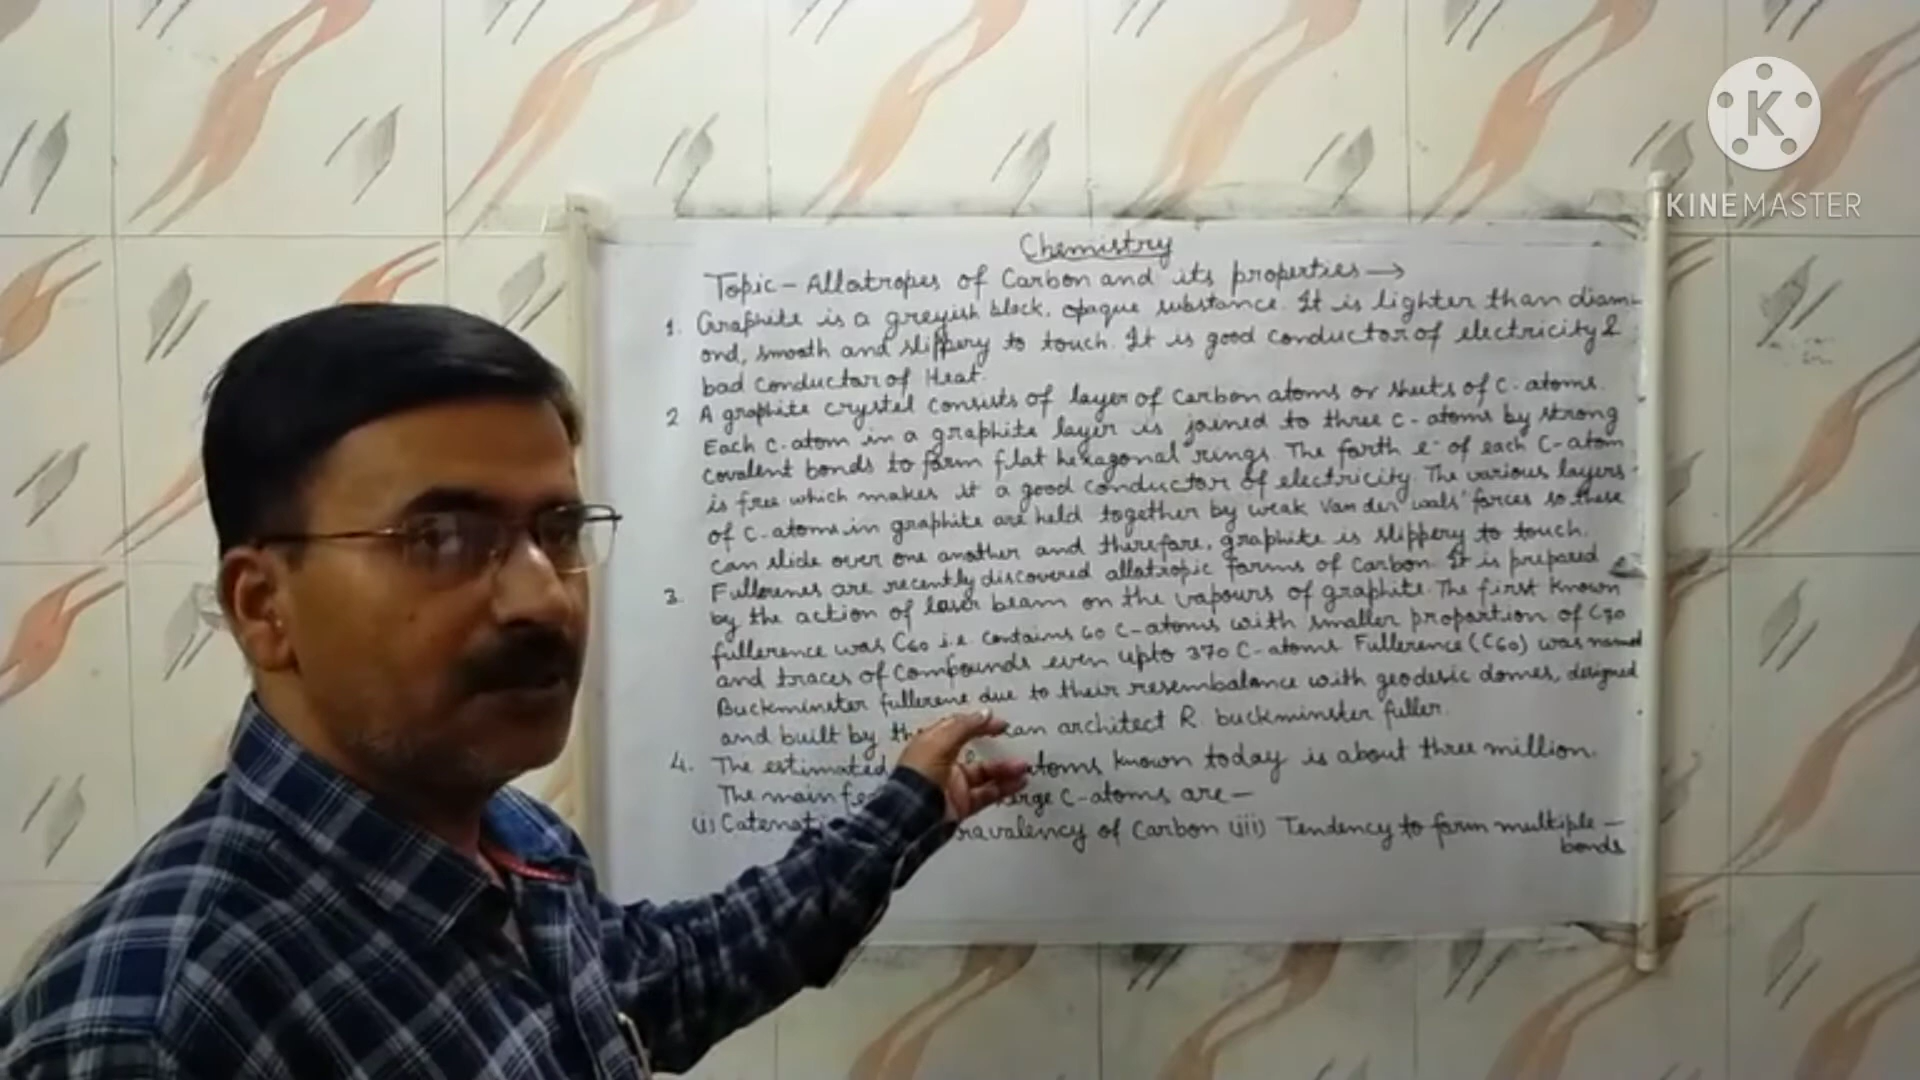 K
KINEMASTER
Chemistry
Topic - Allotropes of Carbon and its properties →
1. Graphite is a greyish black, opaque substance. It is lighter than diam-
ond, smooth and slippery to touch. It is good conductor of electricity &
bad conductor of Heat.
2 A graphite crystel consists of layer of carbon atoms or sheets of C-atoms.
Each C-atom in a graphite layer is joined to three C-atoms by strong
covalent bonds to form flat hexagonal rings. The forth e⁻ of each C-atom
is free which makes it a good conductor of electricity. The various layers
of C-atoms in graphite are held together by weak Van der waals' forces so these
can slide over one another and therefore, graphite is slippery to touch.
3. are recently discovered allotropic forms of Carbon. It is prepared
by the action of laser beam on the vapours of graphite. The first known
fullerence was C60 i.e. contains 60 C-atoms with smaller proportion of C70
and traces of compounds even upto 370 C-atoms. Fullerence (C60) was named
Buckminster fullerene due to their resembalance with geodesic domes, designed
and built by architect R. buckminster fuller.
4. The estimated atoms known today is about three million.
The main C-atoms are -
(i) of Carbon (iii) Tendency to form multiple -
bonds